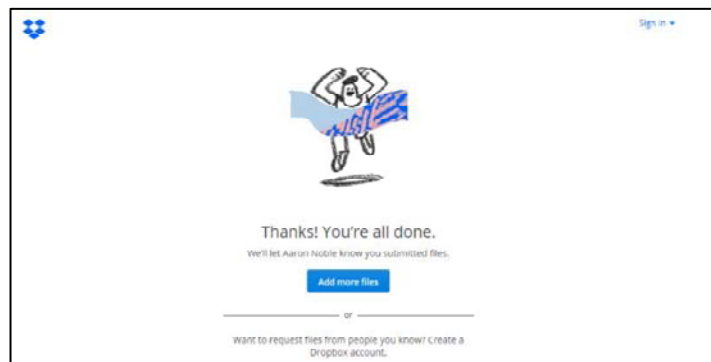 Sign in
Thanks! You're all done.
We'll let Aaron Noble know you submitted files.
Add more files
or
Want to request files from people you know? Create a
Dropbox account.